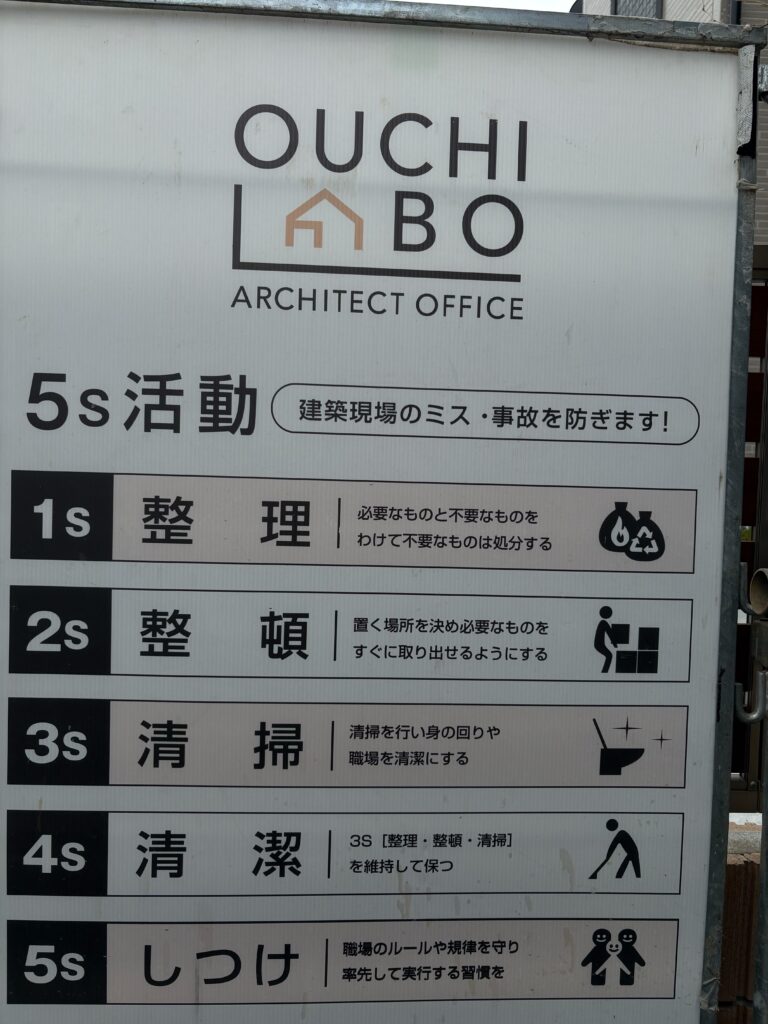 OUCHI
LABO
ARCHITECT OFFICE
5S活動
建築現場のミス・事故を防ぎます!
1S 整理
必要なものと不要なものを
わけて不要なものは処分する
2S 整頓
置く場所を決め必要なものを
すぐに取り出せるようにする
3S 清掃
清掃を行い身の回りや
職場を清潔にする
4S 清潔
3S [整理・整頓・清掃]
を維持して保つ
5S しつけ
職場のルールや規律を守り
率先して実行する習慣を